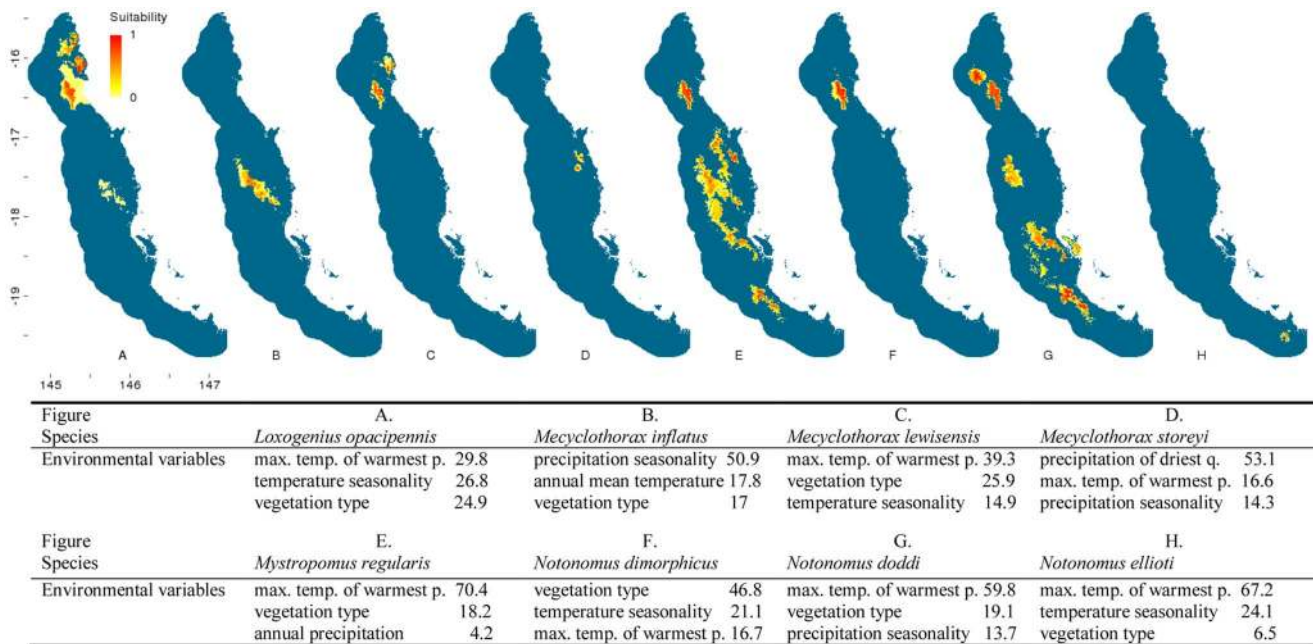 Suitability
1
0
-16
-17
-18
-19
A
B
C
D
E
F
G
H
145 146 147
Figure A. B. C. D.
Species Loxogenius opacipennis Mecyclothorax inflatus Mecyclothorax lewisensis Mecyclothorax storeyi
Environmental variables max. temp. of warmest p. 29.8 precipitation seasonality 50.9 max. temp. of warmest p. 39.3 precipitation of driest q. 53.1
temperature seasonality 26.8 annual mean temperature 17.8 vegetation type 25.9 max. temp. of warmest p. 16.6
vegetation type 24.9 vegetation type 17 temperature seasonality 14.9 precipitation seasonality 14.3
Figure E. F. G. H.
Species Mystropomus regularis Notonomus dimorphicus Notonomus doddi Notonomus ellioti
Environmental variables max. temp. of warmest p. 70.4 vegetation type 46.8 max. temp. of warmest p. 59.8 max. temp. of warmest p. 67.2
vegetation type 18.2 temperature seasonality 21.1 vegetation type 19.1 temperature seasonality 24.1
annual precipitation 4.2 max. temp. of warmest p. 16.7 precipitation seasonality 13.7 vegetation type 6.5